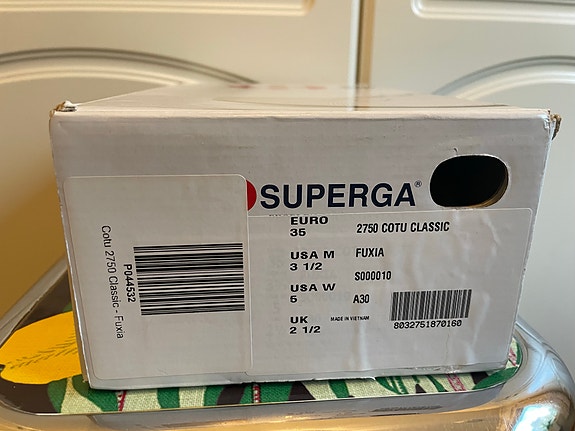 SUPERGA®
EURO
35
2750 COTU CLASSIC
USA M
3 1/2
FUXIA
S000010
USA W
5
A30
UK
2 1/2
MADE IN VIETNAM
8032751870160
P044532
Cotu 2750 Classic - Fuxia